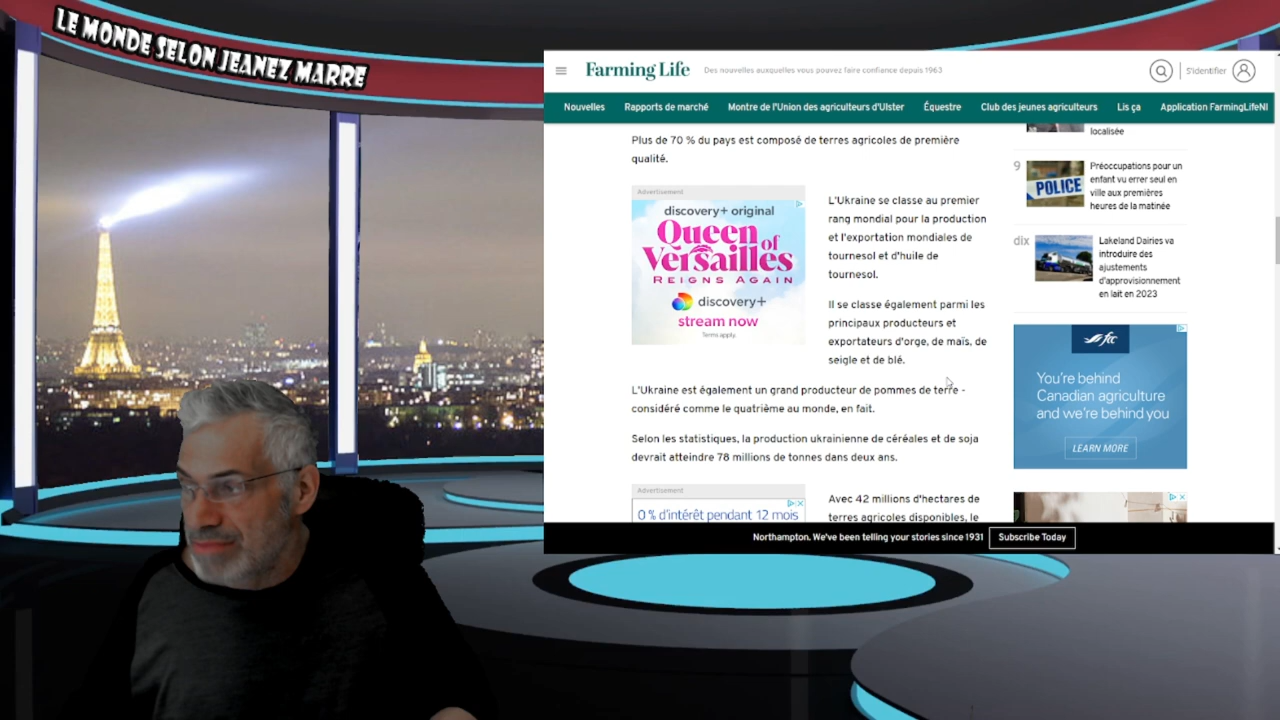 LE MONDE SELON JEANEZ MARRE
Farming Life
Des nouvelles auxquelles vous pouvez faire confiance depuis 1963
S'identifier
Nouvelles
Rapports de marché
Montre de l'Union des agriculteurs d'Ulster
Équestre
Club des jeunes agriculteurs
Lis ça
Application FarmingLifeNI
Plus de 70 % du pays est composé de terres agricoles de première
qualité.
Advertisement
discovery+ original
Queen of
Versailles
REIGNS AGAIN
discovery+
stream now
Terms apply.
L'Ukraine se classe au premier
rang mondial pour la production
et l'exportation mondiales de
tournesol et d'huile de
tournesol.
Il se classe également parmi les
principaux producteurs et
exportateurs d'orge, de maïs, de
seigle et de blé.
L'Ukraine est également un grand producteur de pommes de terre -
considéré comme le quatrième au monde, en fait.
Selon les statistiques, la production ukrainienne de céréales et de soja
devrait atteindre 78 millions de tonnes dans deux ans.
Advertisement
0 % d'intérêt pendant 12 mois
Avec 42 millions d'hectares de
terres agricoles disponibles, le
localisée
9
POLICE
Préoccupations pour un
enfant vu errer seul en
ville aux premières
heures de la matinée
dix
Lakeland Dairies va
introduire des
ajustements
d'approvisionnement
en lait en 2023
fcc
You're behind
Canadian agriculture
and we're behind you
LEARN MORE
Northampton. We've been telling your stories since 1931
Subscribe Today